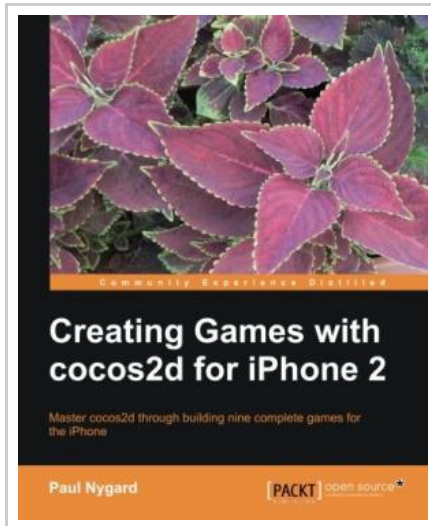 Community Experience Distilled
Creating Games with
cocos2d for iPhone 2
Master cocos2d through building nine complete games for
the iPhone
Paul Nygard
[PACKT] open source*